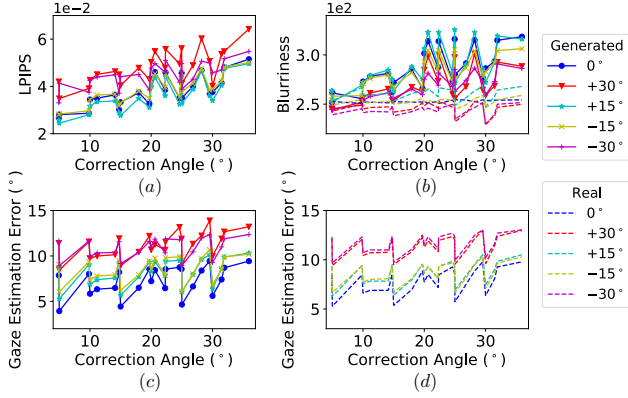 1e−2
6
4
2
LPIPS
10 20 30
Correction Angle (°)
(a)
1e2
3.0
2.5
Blurriness
10 20 30
Correction Angle (°)
(b)
Generated
0°
+30°
+15°
−15°
−30°
15
10
5
Gaze Estimation Error (°)
10 20 30
Correction Angle (°)
(c)
15
10
5
Gaze Estimation Error (°)
10 20 30
Correction Angle (°)
(d)
Real
0°
+30°
+15°
-15°
−30°